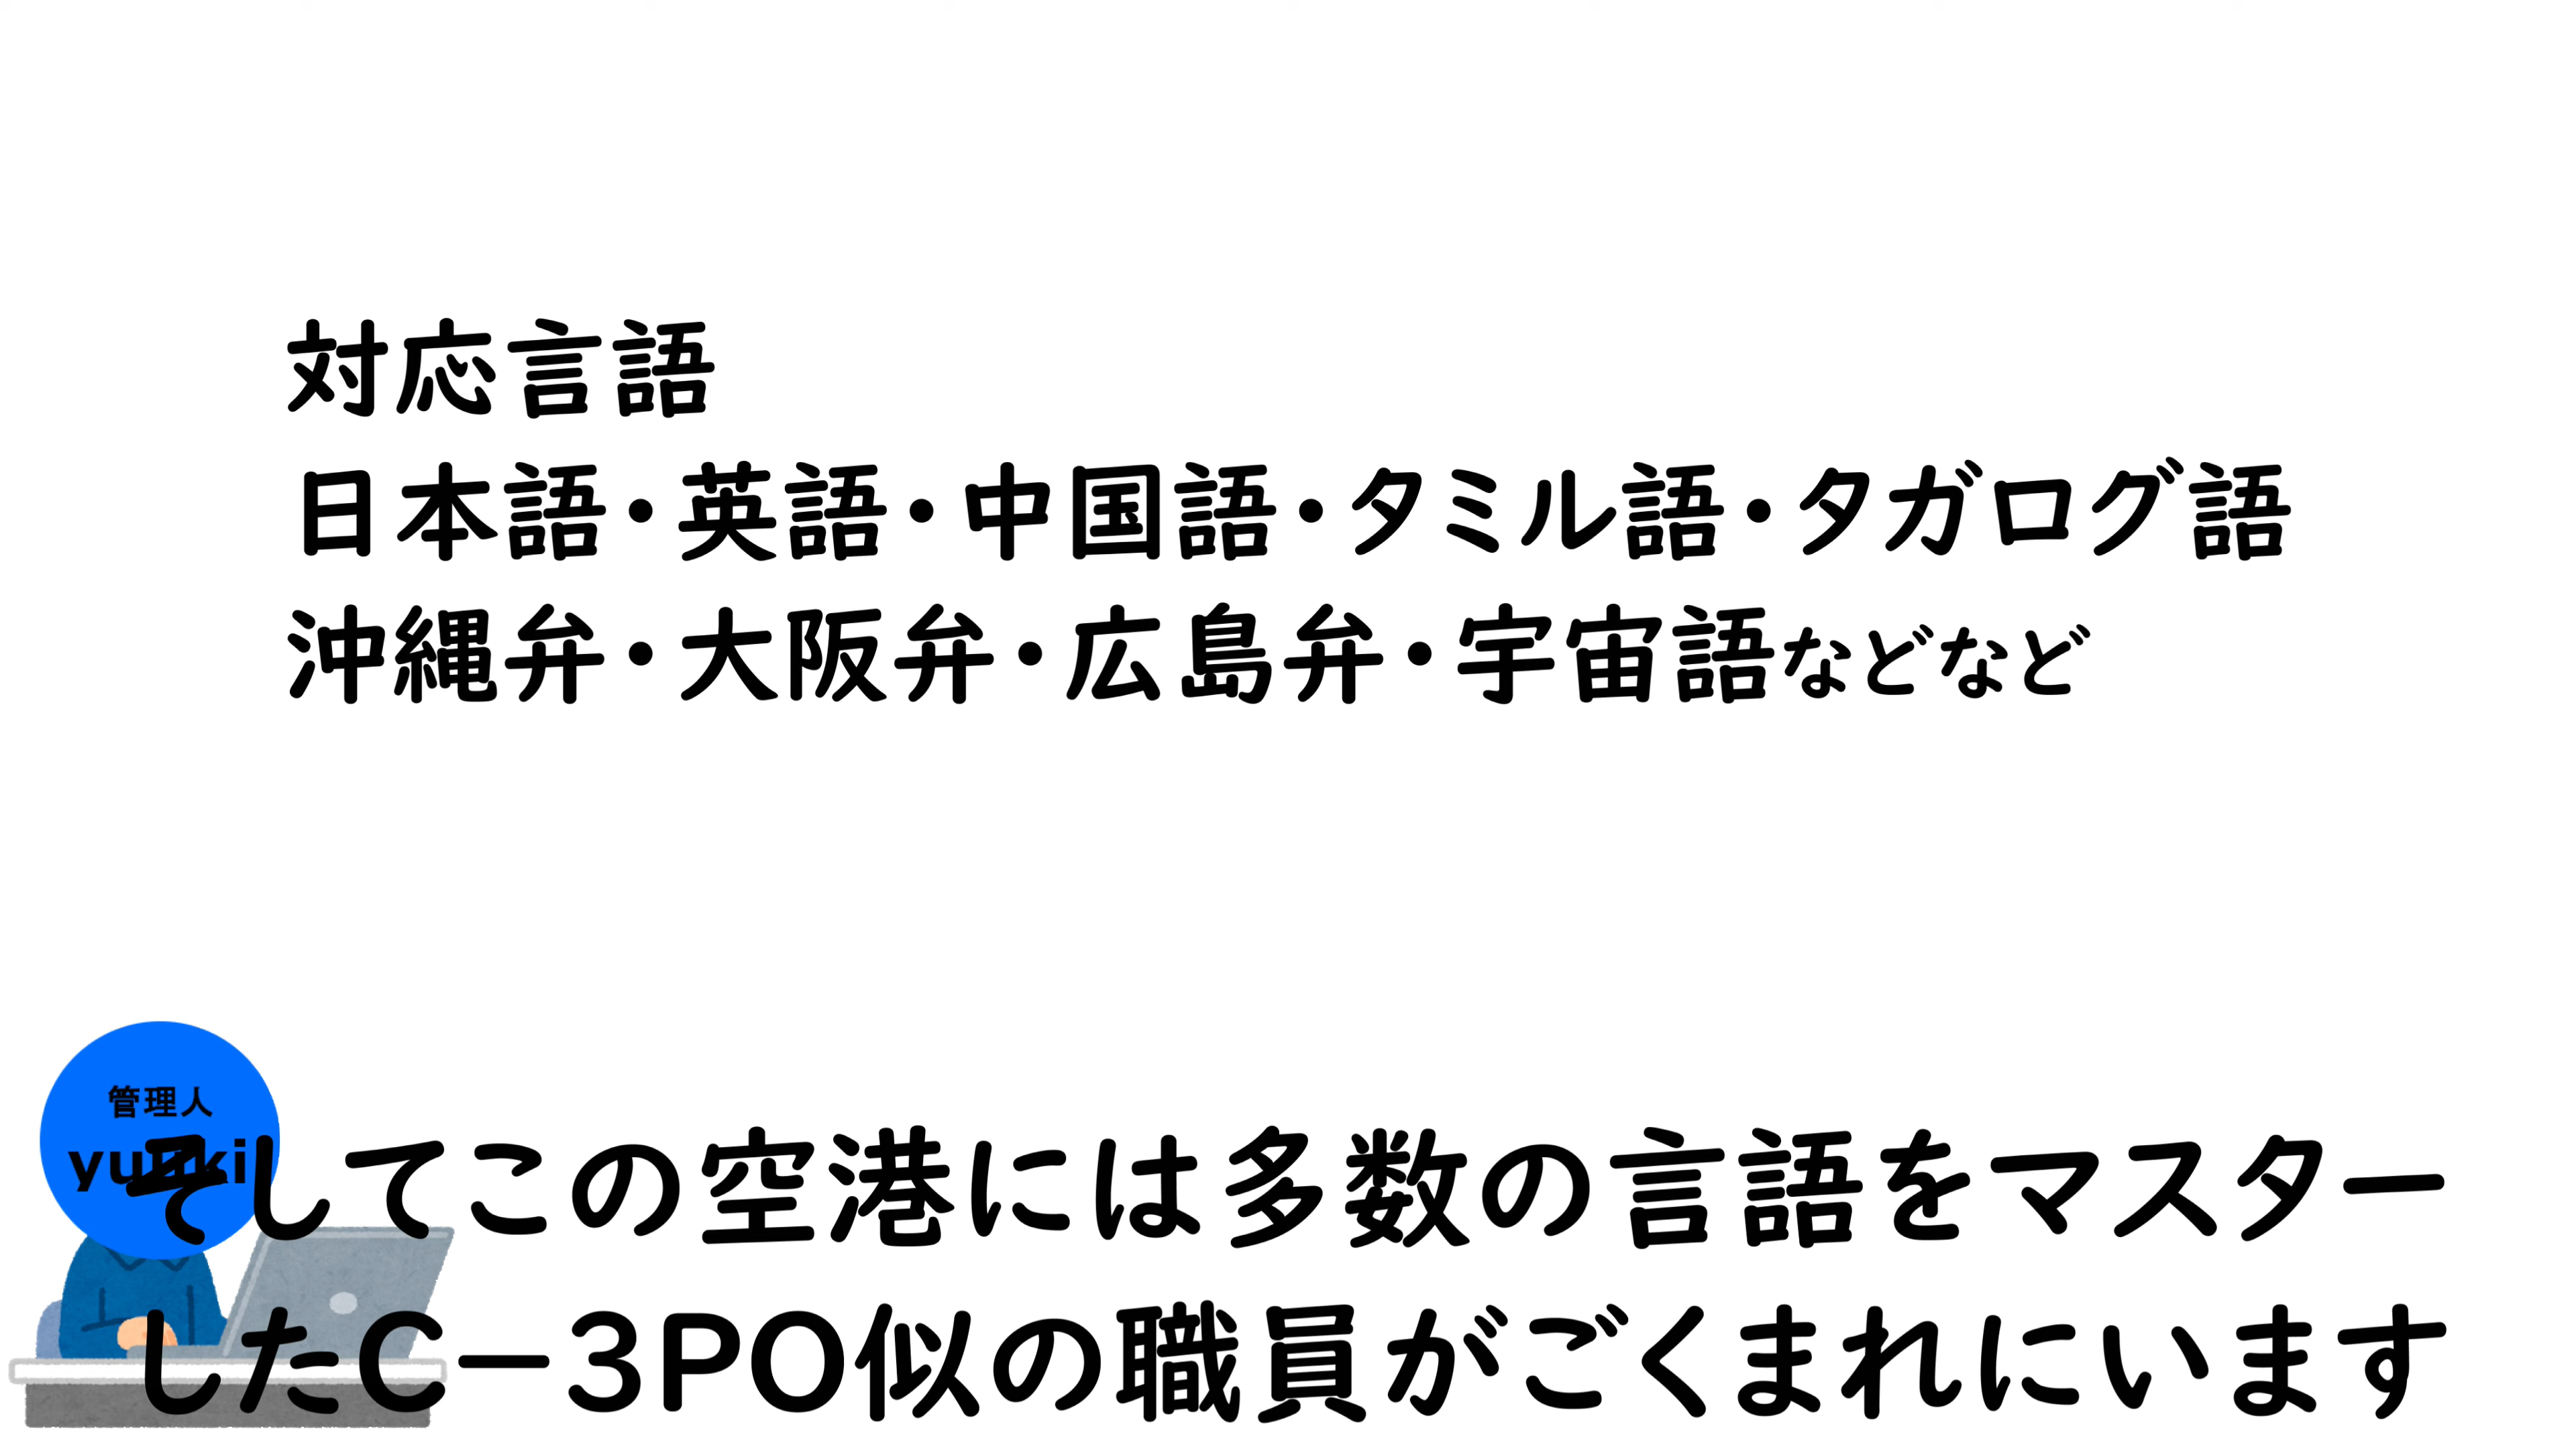 対応言語
日本語・英語・中国語・タミル語・タガログ語
沖縄弁・大阪弁・広島弁・宇宙語などなど
管理人
そしてこの空港には多数の言語をマスター
したC－3PO似の職員がごくまれにいます